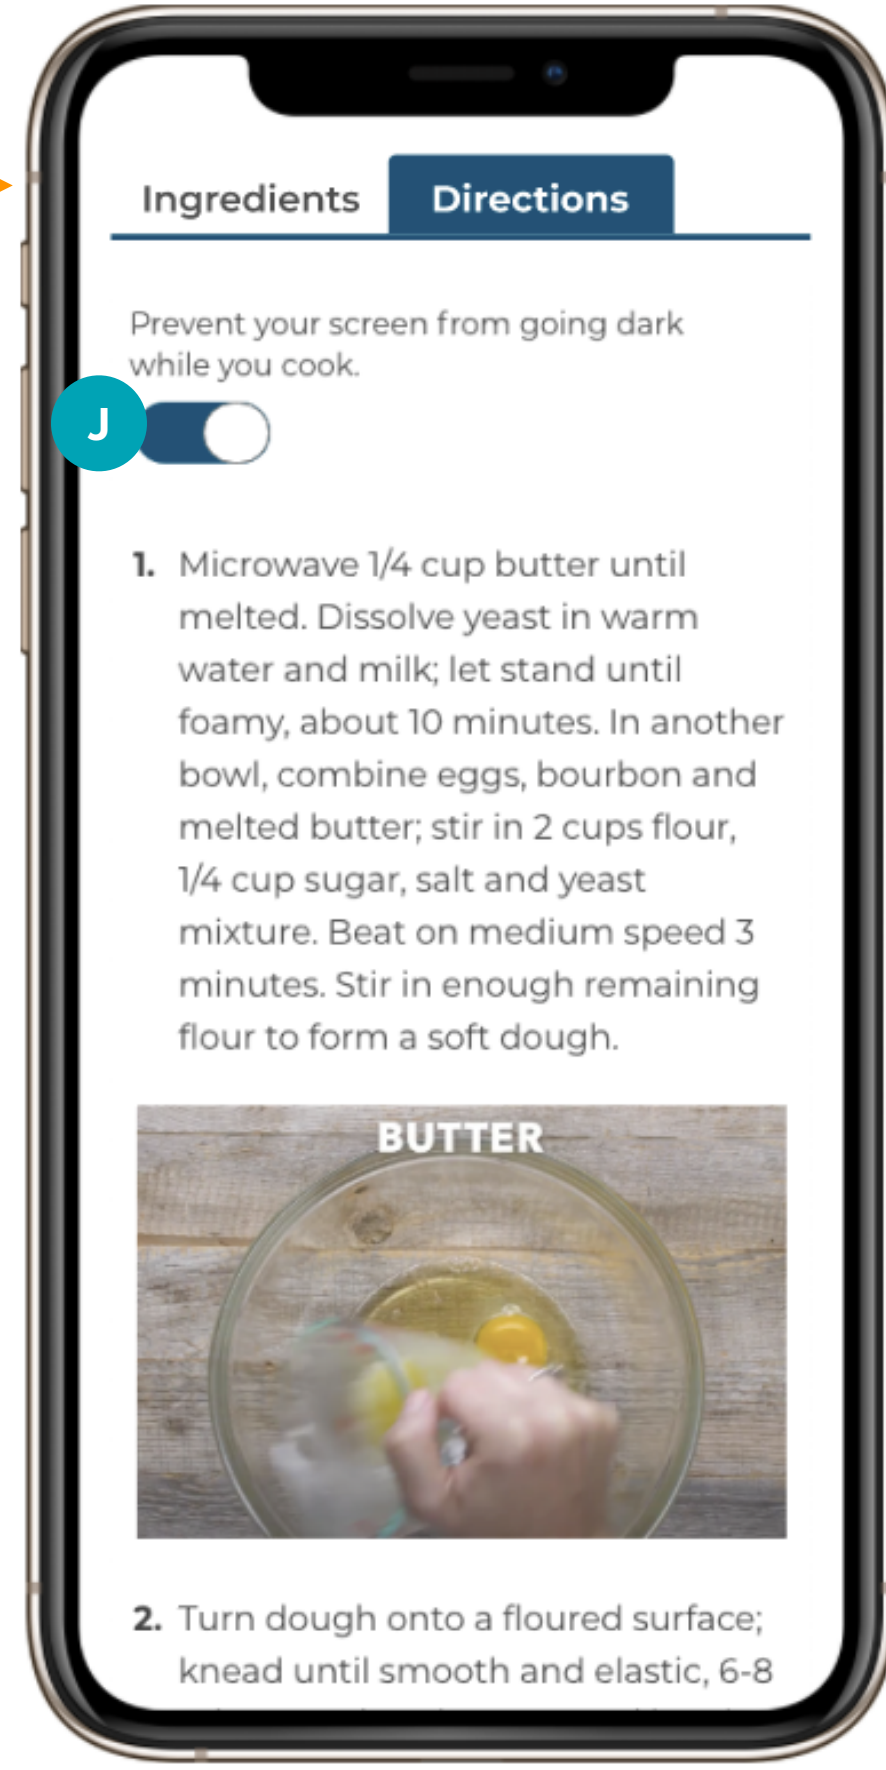 Ingredients Directions
Prevent your screen from going dark
while you cook.
J
1. Microwave 1/4 cup butter until
melted. Dissolve yeast in warm
water and milk; let stand until
foamy, about 10 minutes. In another
bowl, combine eggs, bourbon and
melted butter; stir in 2 cups flour,
1/4 cup sugar, salt and yeast
mixture. Beat on medium speed 3
minutes. Stir in enough remaining
flour to form a soft dough.
BUTTER
2. Turn dough onto a floured surface;
knead until smooth and elastic, 6-8